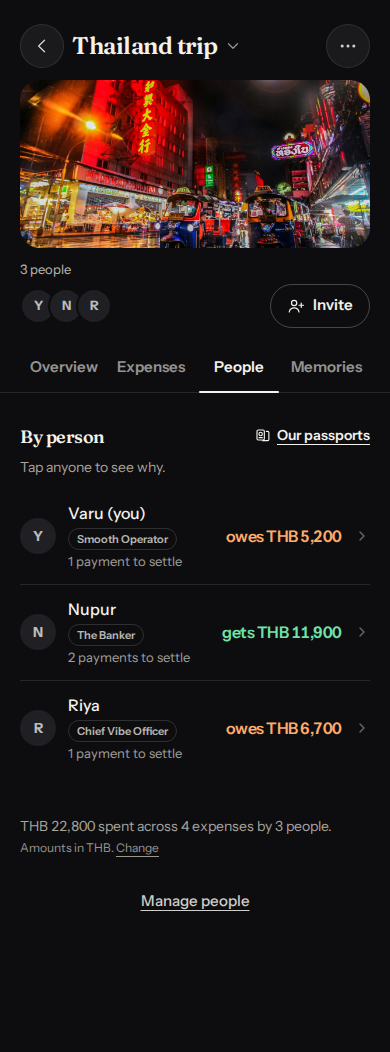 Thailand trip
3 people
Y N R
Invite
Overview Expenses People Memories
By person
Our passports
Tap anyone to see why.
Y
Varu (you)
Smooth Operator
1 payment to settle
owes THB 5,200
N
Nupur
The Banker
2 payments to settle
gets THB 11,900
R
Riya
Chief Vibe Officer
1 payment to settle
owes THB 6,700
THB 22,800 spent across 4 expenses by 3 people.
Amounts in THB. Change
Manage people